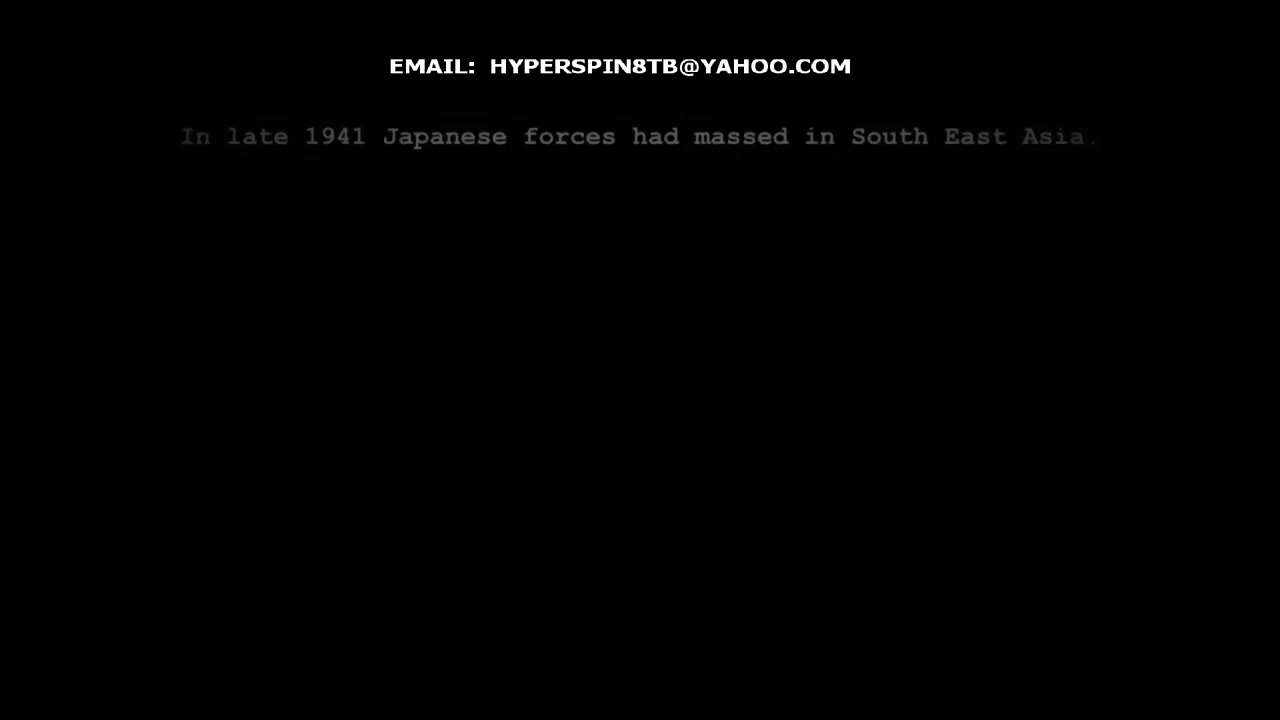 EMAIL: HYPERSPIN8TB@YAHOO.COM
In late 1941 Japanese forces had massed in South East Asia.